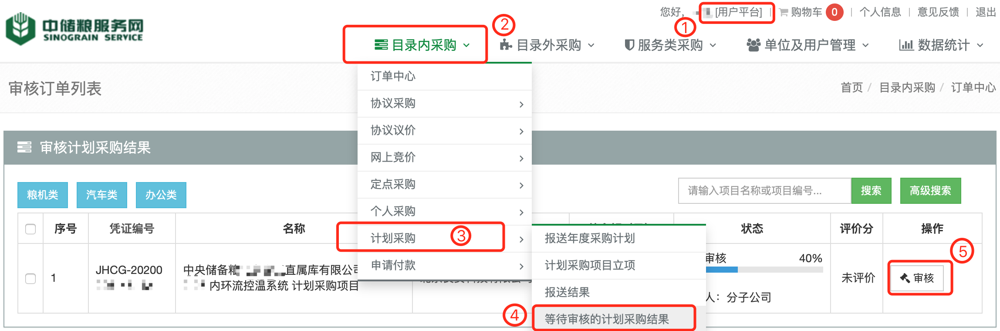 您好，
[用户平台]
购物车 0
个人信息
意见反馈
退出
中储粮服务网
SINOGRAIN SERVICE
①
②
目录内采购
目录外采购
服务类采购
单位及用户管理
数据统计
审核订单列表
首页 / 目录内采购 / 订单中心
订单中心
协议采购
协议议价
网上竞价
定点采购
个人采购
计划采购 ③
申请付款
报送年度采购计划
计划采购项目立项
报送结果
④ 等待审核的计划采购结果
审核计划采购结果
粮机类 汽车类 办公类
请输入项目名称或项目编号...
搜索
高级搜索
序号 凭证编号 名称 状态 评价分 操作
1
JHCG-20200
中央储备粮 直属库有限公司
内环流控温系统 计划采购项目
审核 40%
人：分子公司
未评价
⑤
审核